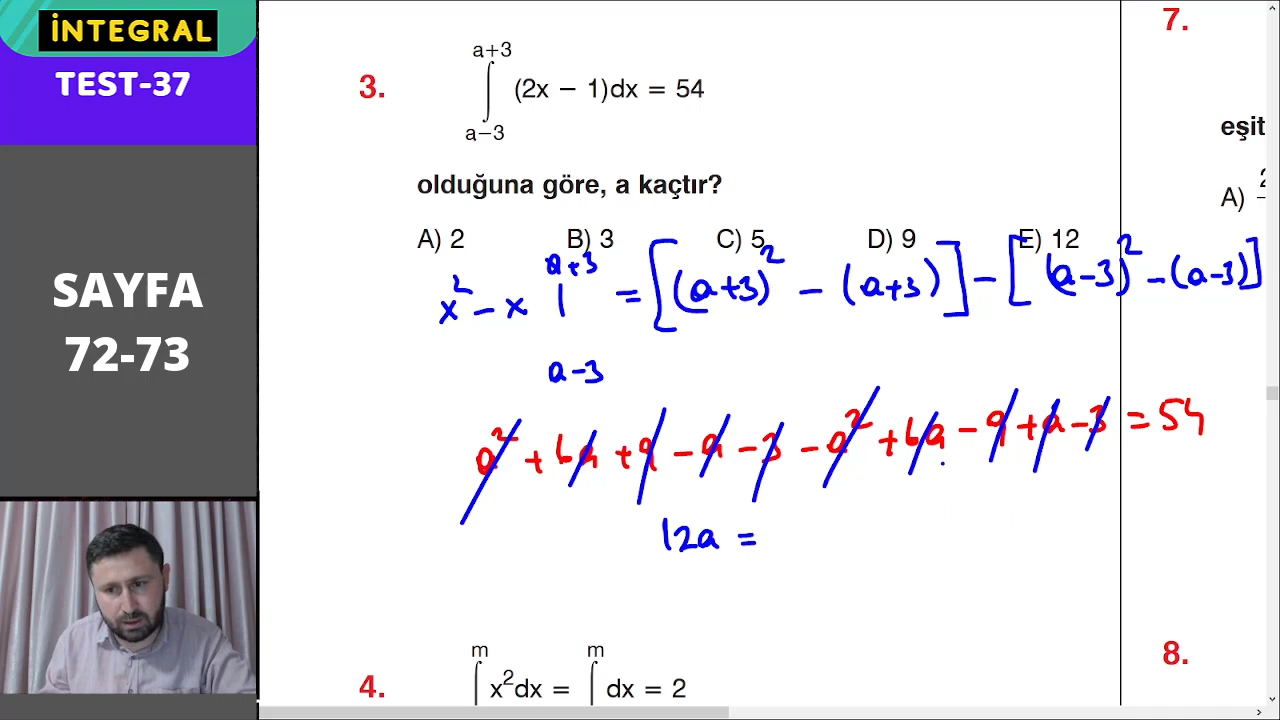 İNTEGRAL
TEST-37
SAYFA
72-73
3.
a+3
∫ (2x − 1)dx = 54
a−3
olduğuna göre, a kaçtır?
A) 2 B) 3 C) 5 D) 9 E) 12
x² − x | a+3 a−3 = [(a+3)² − (a+3)] − [(a−3)² − (a−3)]
a² + 6a + 9 − a − 3 − a² + 6a − 9 + a − 3 = 54
12a =
4.
m m
∫ x²dx = ∫ dx = 2
7.
eşit
A)
8.